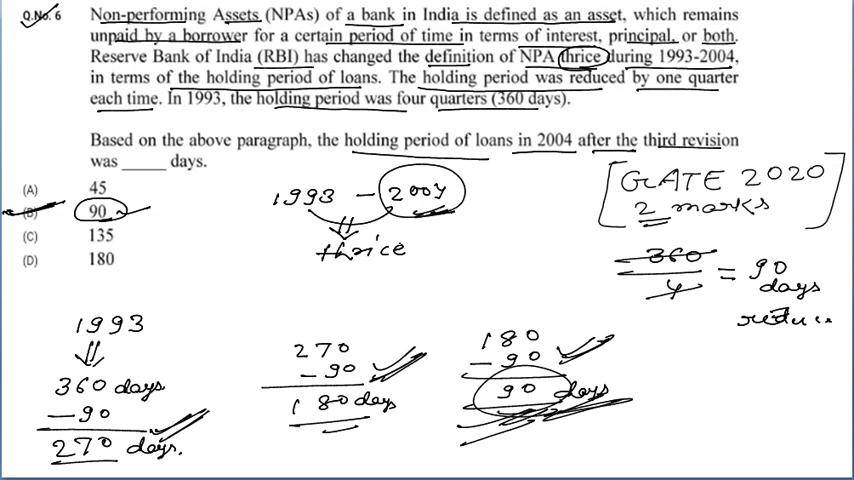 Q.No. 6 Non-performing Assets (NPAs) of a bank in India is defined as an asset, which remains
unpaid by a borrower for a certain period of time in terms of interest, principal, or both.
Reserve Bank of India (RBI) has changed the definition of NPA thrice during 1993-2004,
in terms of the holding period of loans. The holding period was reduced by one quarter
each time. In 1993, the holding period was four quarters (360 days).
Based on the above paragraph, the holding period of loans in 2004 after the third revision
was _____ days.
(A) 45
(B) 90
(C) 135
(D) 180
1993 - 2004
thrice
GATE 2020
2 marks
360
4
= 90
days
1993
360 days
- 90
270 days.
270
- 90
180 days
180
- 90
90 days